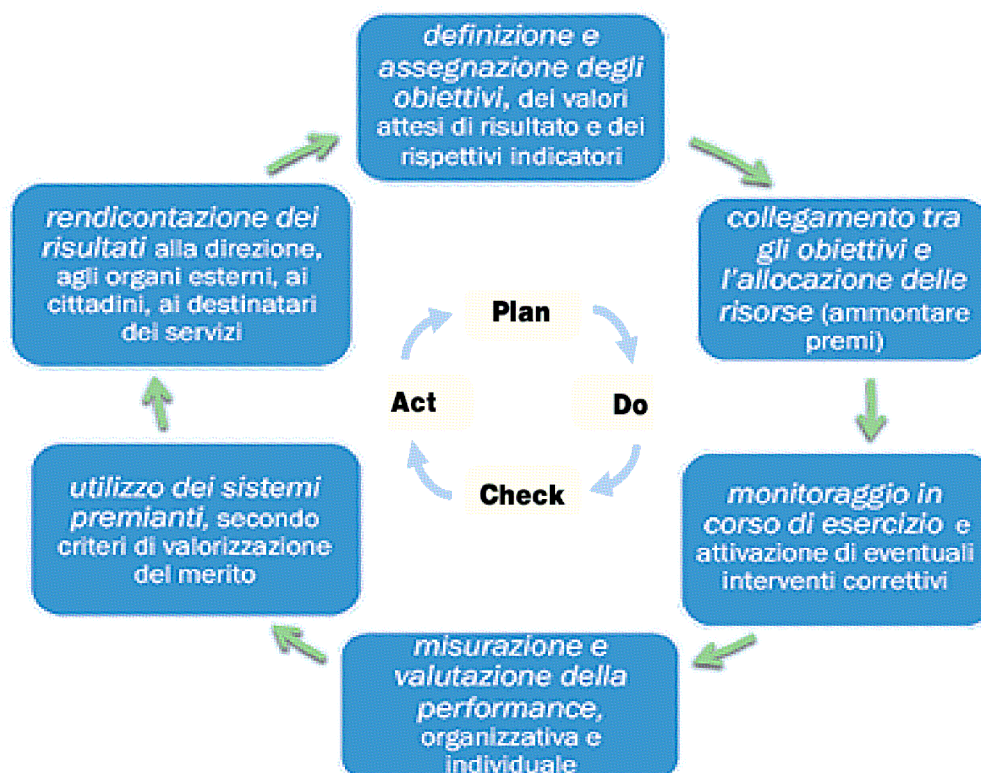 definizione e
assegnazione degli
obiettivi, dei valori
attesi di risultato e dei
rispettivi indicatori
collegamento tra
gli obiettivi e
l'allocazione delle
risorse (ammontare
premi)
monitoraggio in
corso di esercizio e
attivazione di eventuali
interventi correttivi
misurazione e
valutazione della
performance,
organizzativa e
individuale
utilizzo dei sistemi
premianti, secondo
criteri di valorizzazione
del merito
rendicontazione dei
risultati alla direzione,
agli organi esterni, ai
cittadini, ai destinatari
dei servizi
Plan
Do
Check
Act